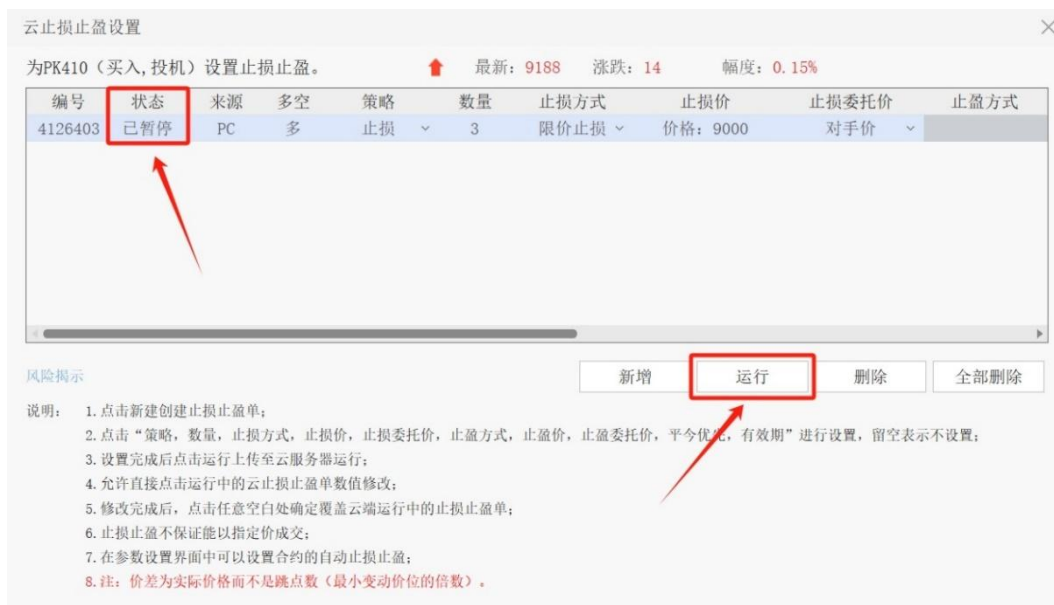 云止损止盈设置
为PK410（买入,投机）设置止损止盈。 最新: 9188 涨跌: 14 幅度: 0.15%
编号 状态 来源 多空 策略 数量 止损方式 止损价 止损委托价 止盈方式
4126403 已暂停 PC 多 止损 3 限价止损 价格: 9000 对手价
风险揭示 新增 运行 删除 全部删除
说明: 1.点击新建创建止损止盈单;
2.点击“策略, 数量, 止损方式, 止损价, 止损委托价, 止盈方式, 止盈价, 止盈委托价, 平今优先, 有效期”进行设置, 留空表示不设置;
3.设置完成后点击运行上传至云服务器运行;
4.允许直接点击运行中的云止损止盈单数值修改;
5.修改完成后, 点击任意空白处确定覆盖云端运行中的止损止盈单;
6.止损止盈不保证能以指定价成交;
7.在参数设置界面中可以设置合约的自动止损止盈;
8.注: 价差为实际价格而不是跳点数（最小变动价位的倍数）。